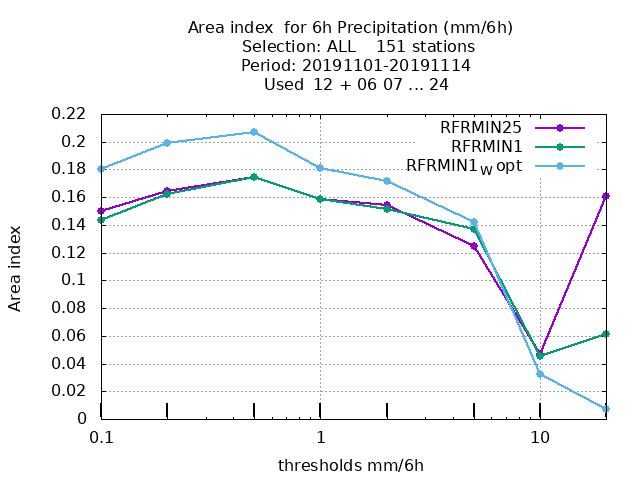 Area index  for 6h Precipitation (mm/6h)
Selection: ALL    151 stations
Period: 20191101-20191114
Used  12 + 06 07 ... 24
RFRMIN25
RFRMIN1
RFRMIN1W opt
0.22
0.2
0.18
0.16
0.14
0.12
0.1
0.08
0.06
0.04
0.02
0
Area index
0.1 1 10
thresholds mm/6h